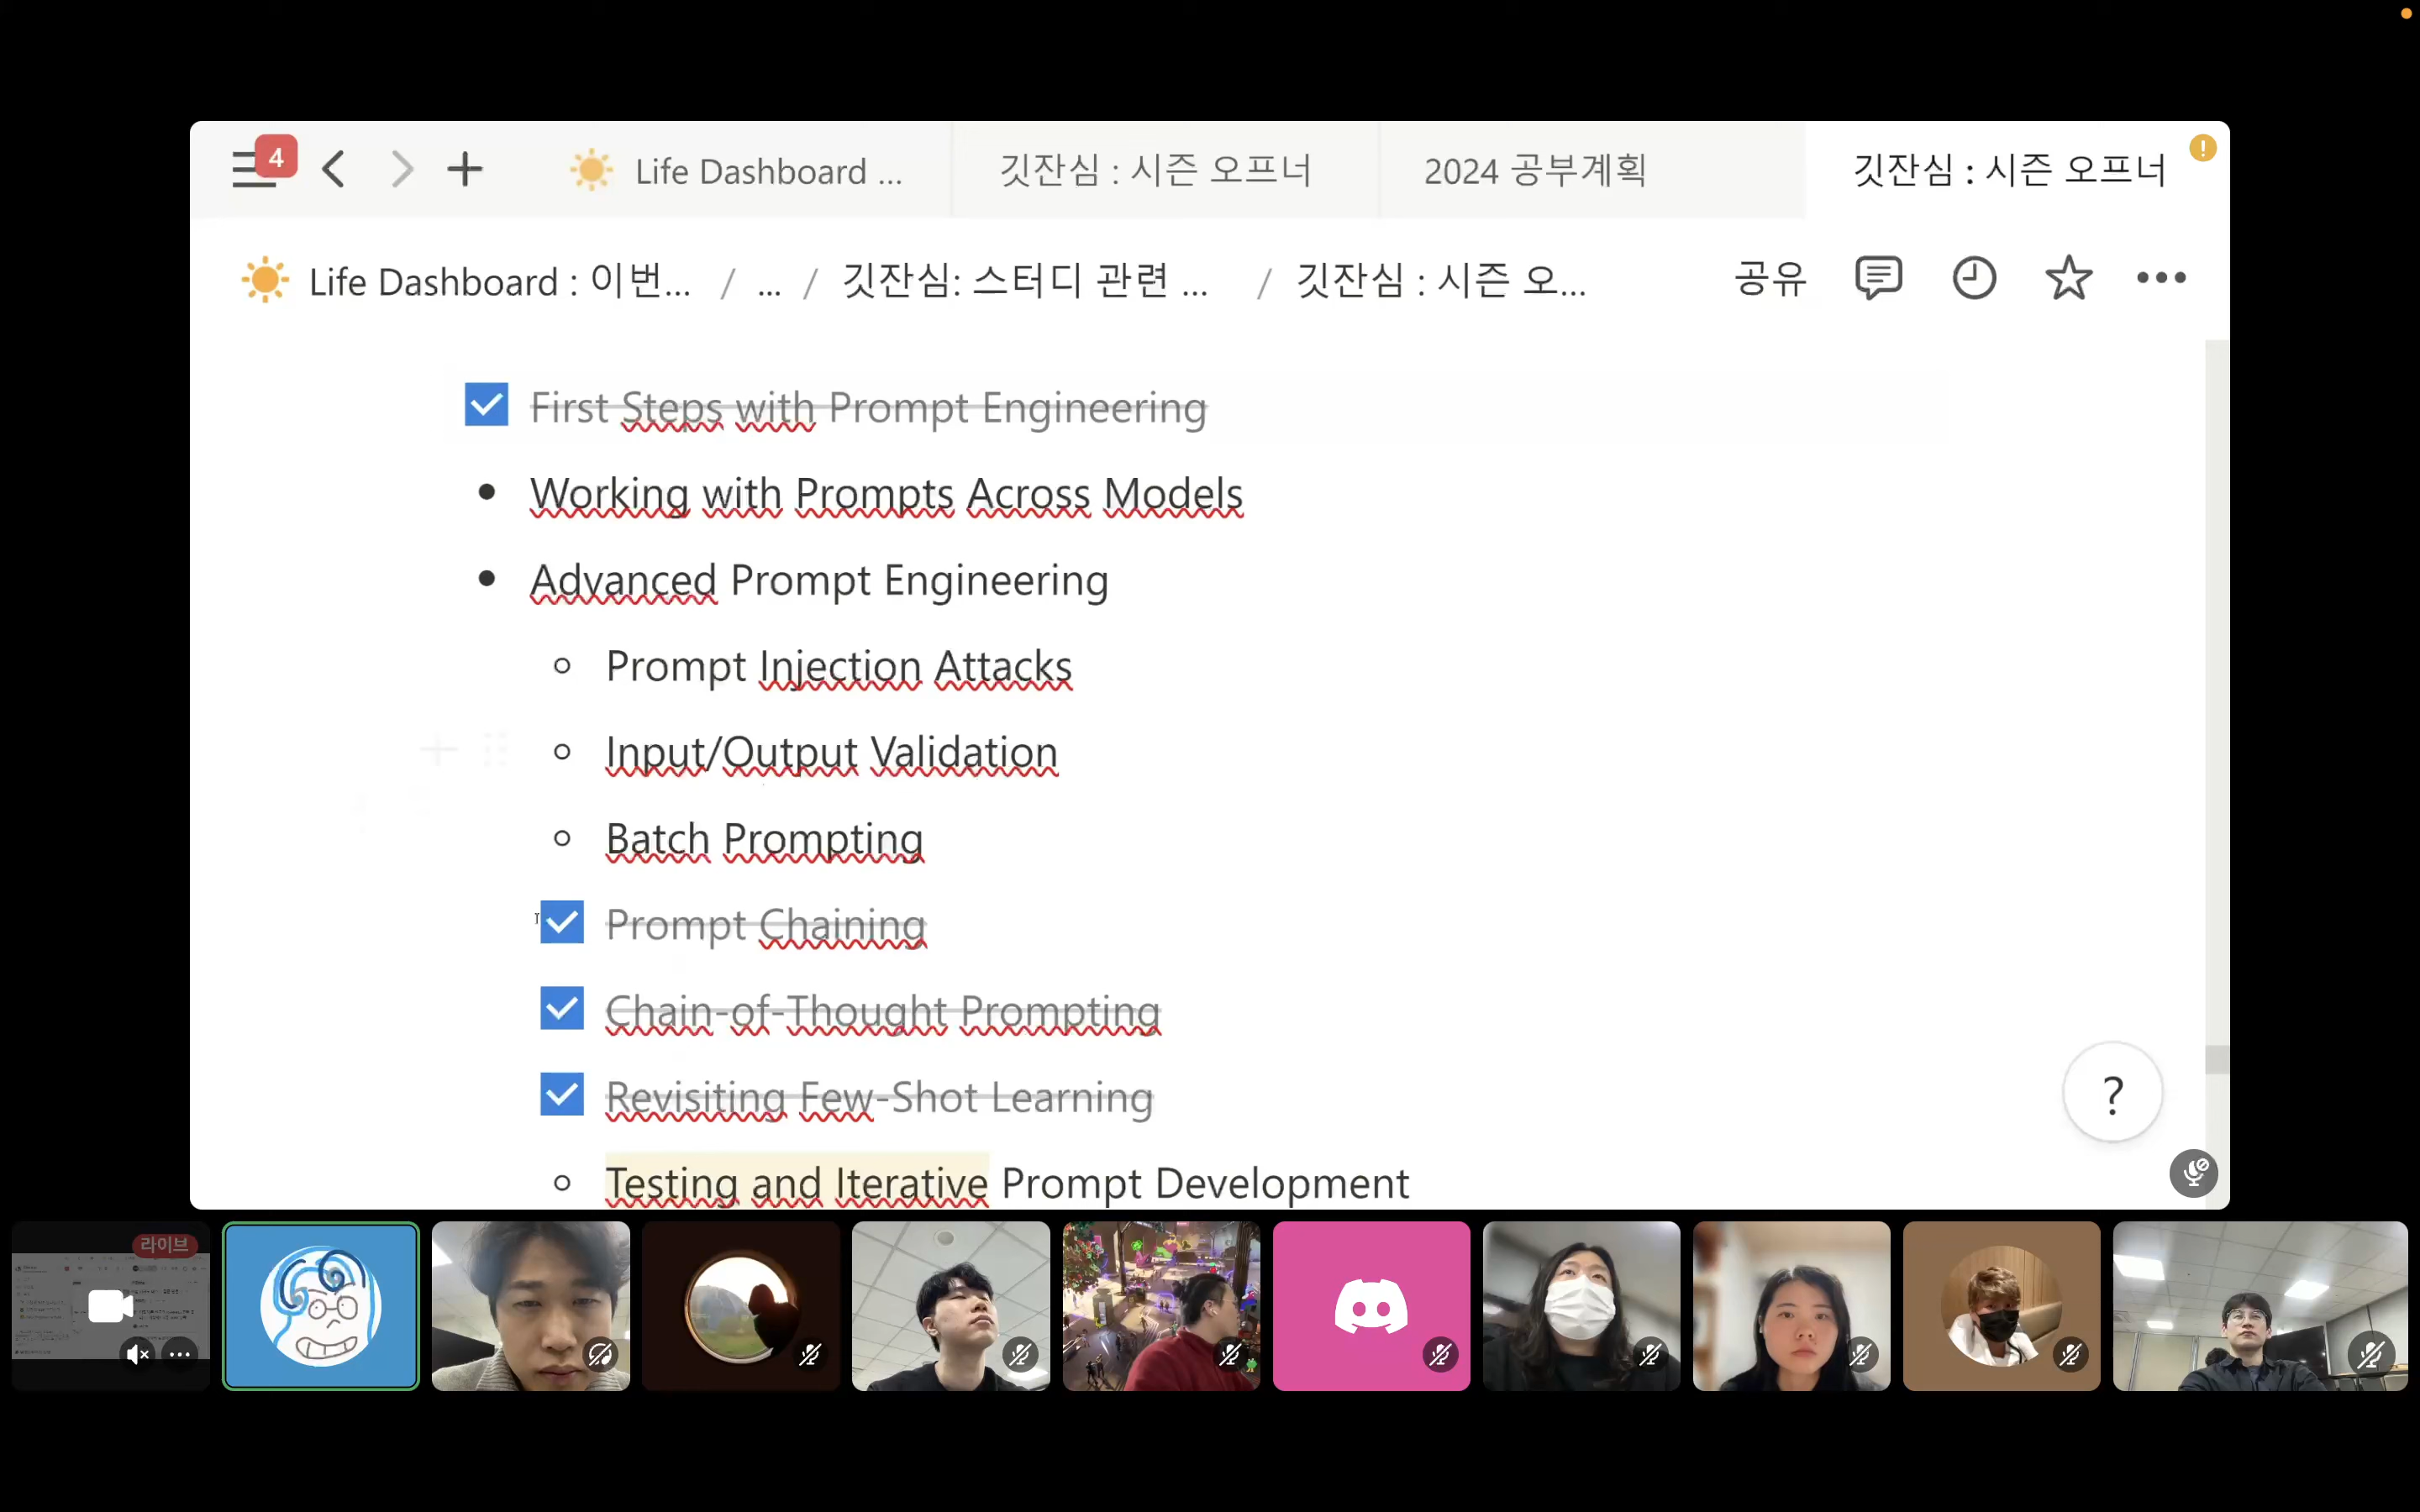 4
Life Dashboard ...
깃잔심 : 시즌 오프너
2024 공부계획
깃잔심 : 시즌 오프너
Life Dashboard : 이번... / ... / 깃잔심: 스터디 관련 ... / 깃잔심 : 시즌 오...
공유
First Steps with Prompt Engineering
Working with Prompts Across Models
Advanced Prompt Engineering
Prompt Injection Attacks
Input/Output Validation
Batch Prompting
Prompt Chaining
Chain-of-Thought Prompting
Revisiting Few-Shot Learning
Testing and Iterative Prompt Development
?
라이브